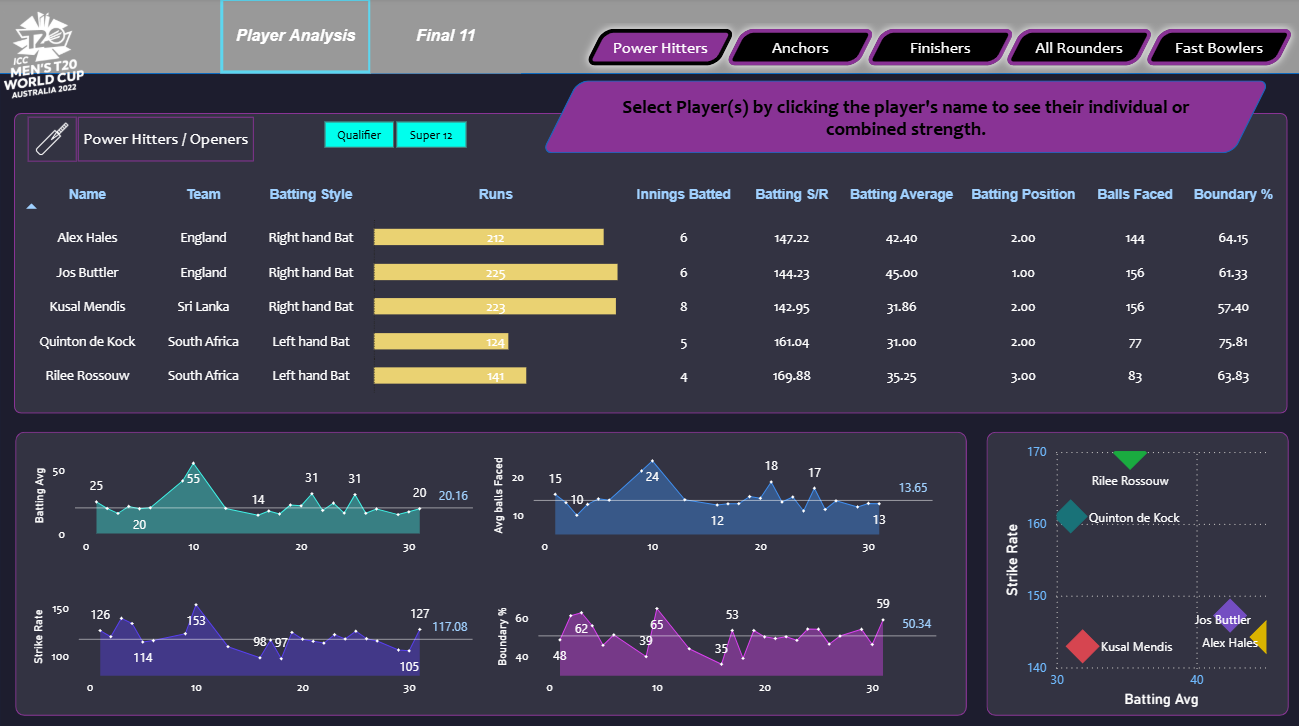 ICC
MEN'S T20
WORLD CUP
AUSTRALIA 2022
Player Analysis
Final 11
Power Hitters
Anchors
Finishers
All Rounders
Fast Bowlers
Select Player(s) by clicking the player's name to see their individual or
combined strength.
Power Hitters / Openers
Qualifier
Super 12
Name Team Batting Style Runs Innings Batted Batting S/R Batting Average Batting Position Balls Faced Boundary %
Alex Hales England Right hand Bat 212 6 147.22 42.40 2.00 144 64.15
Jos Buttler England Right hand Bat 225 6 144.23 45.00 1.00 156 61.33
Kusal Mendis Sri Lanka Right hand Bat 223 8 142.95 31.86 2.00 156 57.40
Quinton de Kock South Africa Left hand Bat 124 5 161.04 31.00 2.00 77 75.81
Rilee Rossouw South Africa Left hand Bat 141 4 169.88 35.25 3.00 83 63.83
Batting Avg
50
0
25
20
55
14
31
31
20
20.16
0 10 20 30
Avg balls Faced
20
10
15
10
24
12
18
17
13
13.65
0 10 20 30
Strike Rate
150
100
126
114
153
98
97
105
127
117.08
0 10 20 30
Boundary %
60
40
48
62
39
65
35
53
59
50.34
0 10 20 30
Strike Rate
170
160
150
140
Rilee Rossouw
Quinton de Kock
Jos Buttler
Alex Hales
Kusal Mendis
30 40
Batting Avg